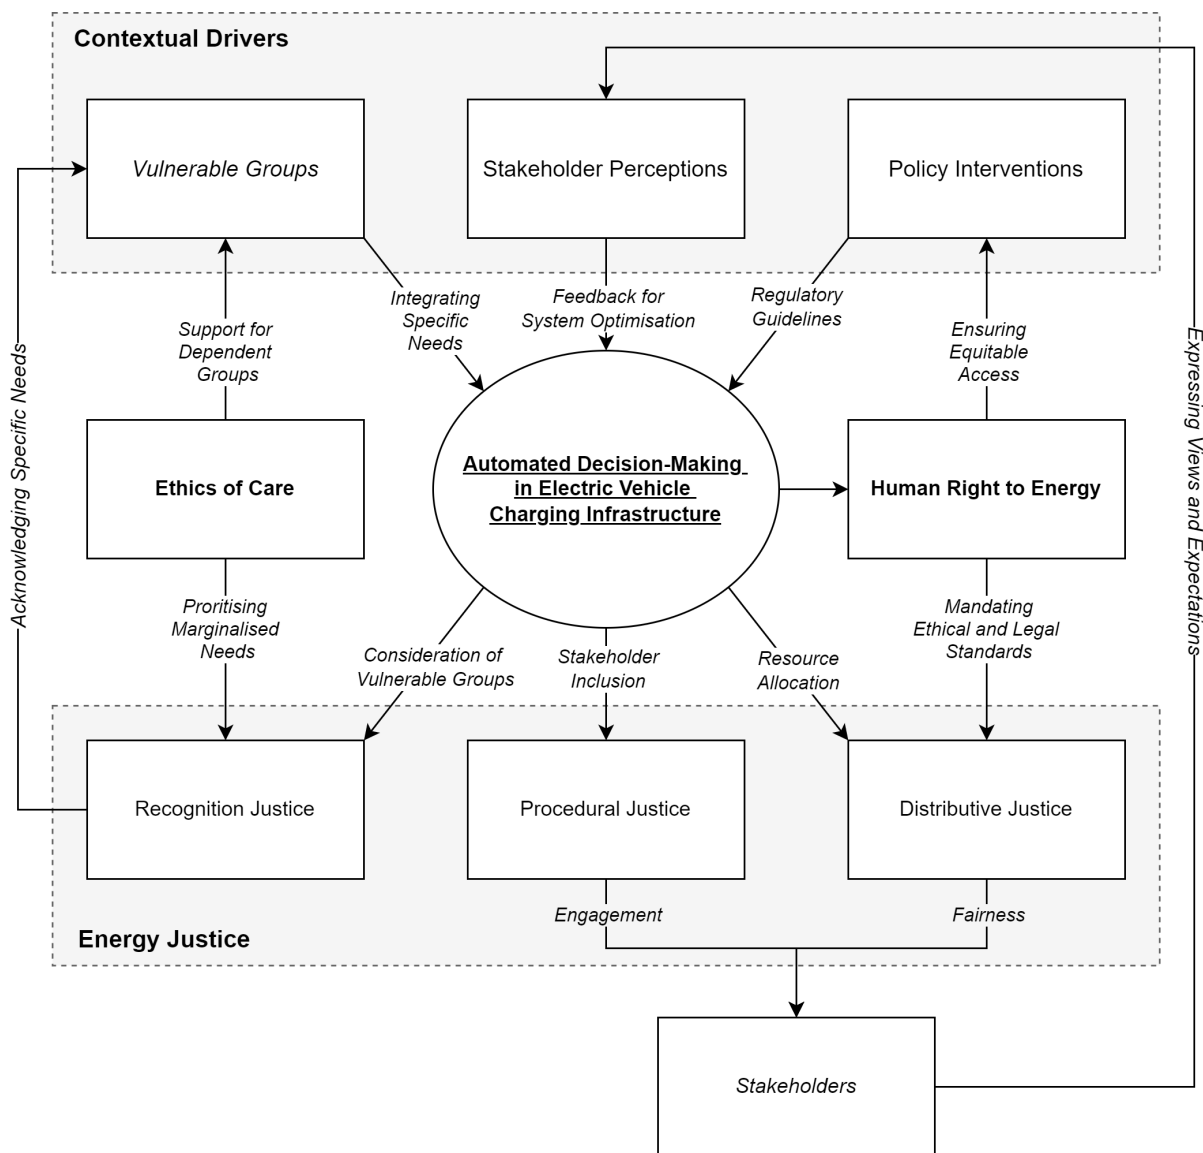 Contextual Drivers
Vulnerable Groups
Stakeholder Perceptions
Policy Interventions
Integrating
Specific
Needs
Feedback for
System Optimisation
Regulatory
Guidelines
Support for
Dependent
Groups
Ensuring
Equitable
Access
Acknowledging Specific Needs
Expressing Views and Expectations
Ethics of Care
Automated Decision-Making
in Electric Vehicle
Charging Infrastructure
Human Right to Energy
Proritising
Marginalised
Needs
Consideration of
Vulnerable Groups
Stakeholder
Inclusion
Resource
Allocation
Mandating
Ethical and Legal
Standards
Recognition Justice
Procedural Justice
Distributive Justice
Engagement
Fairness
Energy Justice
Stakeholders